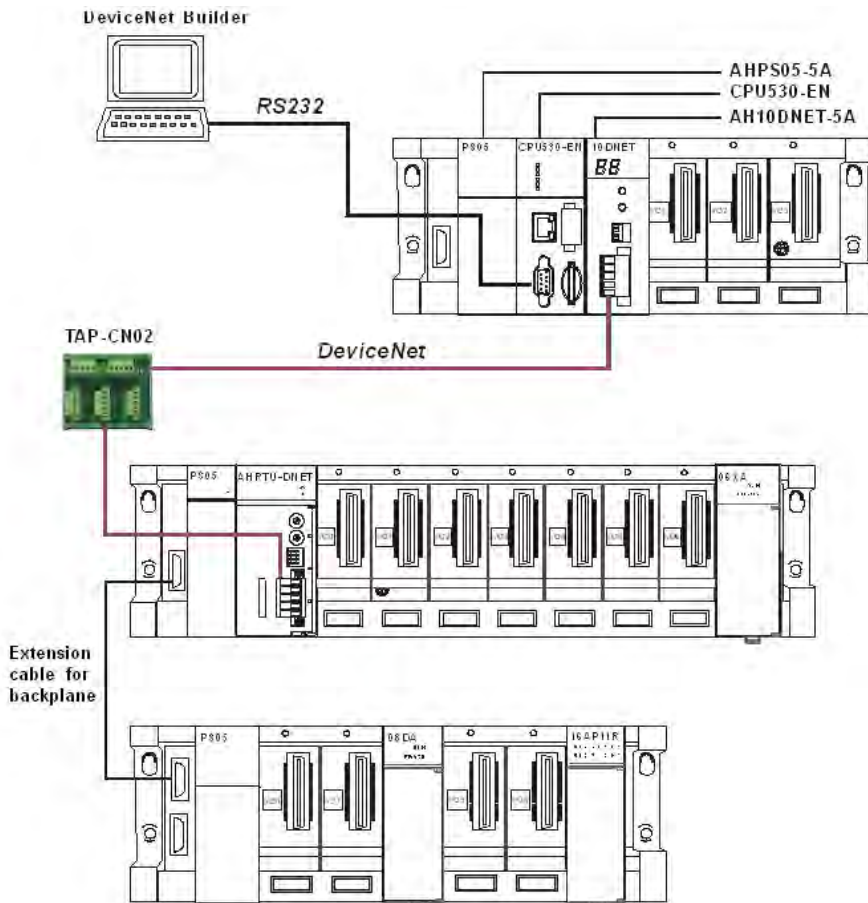 DeviceNet Builder
RS232
AHPS05-5A
CPU530-EN
AH10DNET-5A
PS05
CPU530-EN
10DNET
TAP-CN02
DeviceNet
PS05
AHRTU-DNET
06XA
Extension
cable for
backplane
PS05
08DA
16AP11R